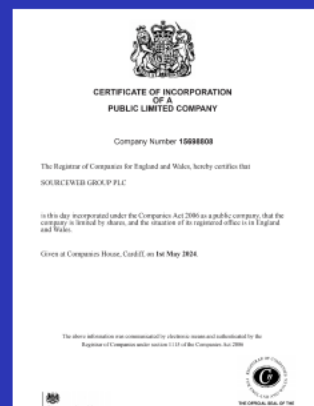 CERTIFICATE OF INCORPORATION
OF A
PUBLIC LIMITED COMPANY
Company Number 15698808
The Registrar of Companies for England and Wales, hereby certifies that
SOURCEWEB GROUP PLC
is this day incorporated under the Companies Act 2006 as a public company, that the
company is limited by shares, and the situation of its registered office is in England
and Wales.
Given at Companies House, Cardiff, on 1st May 2024.
The above information was communicated by electronic means and authenticated by the
Registrar of Companies under section 1115 of the Companies Act 2006
THE OFFICIAL SEAL OF THE